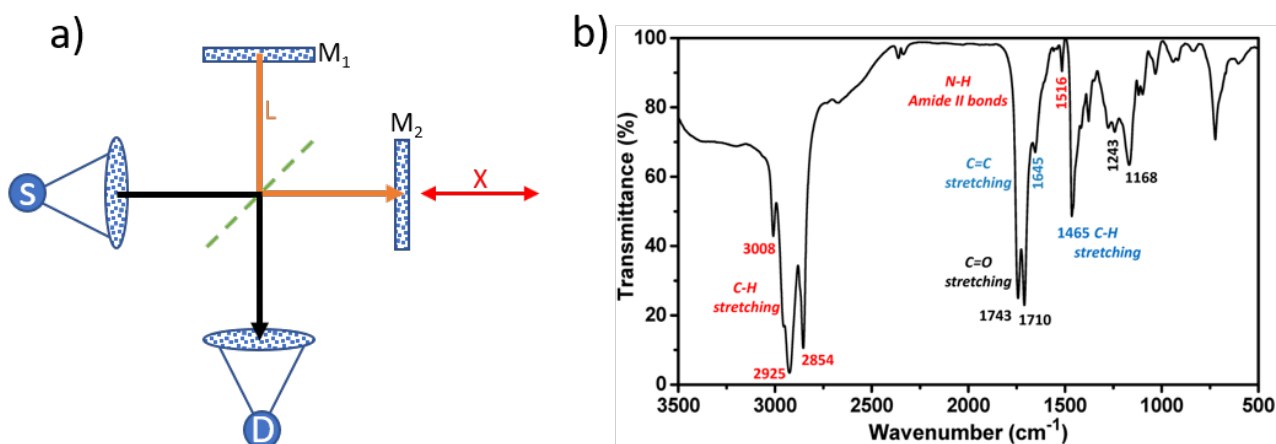 a)
M₁
L
M₂
S
X
D
b)
Transmittance (%)
100
80
60
40
20
0
N-H
Amide II bonds
1516
C=C
stretching
1645
1243
1168
3008
1465 C-H
stretching
C=O
stretching
C-H
stretching
1743 1710
2854
2925
3500 3000 2500 2000 1500 1000 500
Wavenumber (cm⁻¹)